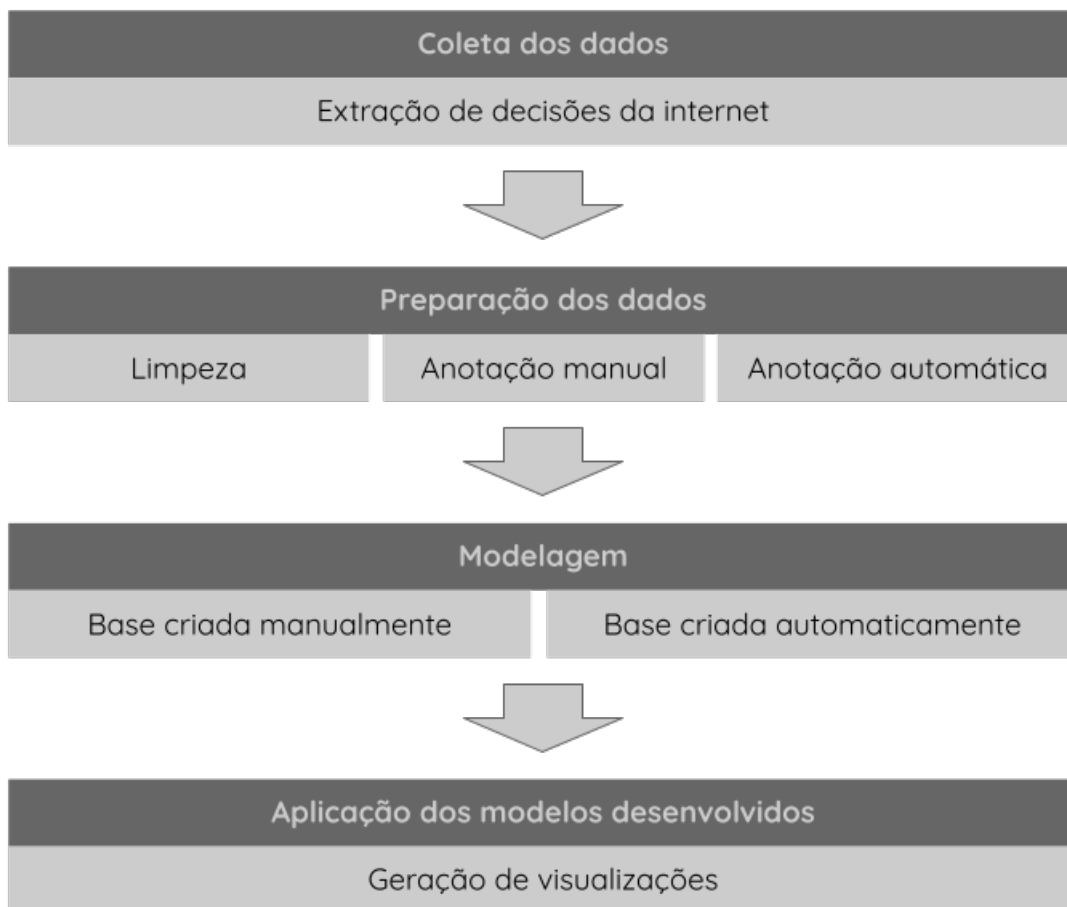 Coleta dos dados
Extração de decisões da internet
Preparação dos dados
Limpeza
Anotação manual
Anotação automática
Modelagem
Base criada manualmente
Base criada automaticamente
Aplicação dos modelos desenvolvidos
Geração de visualizações